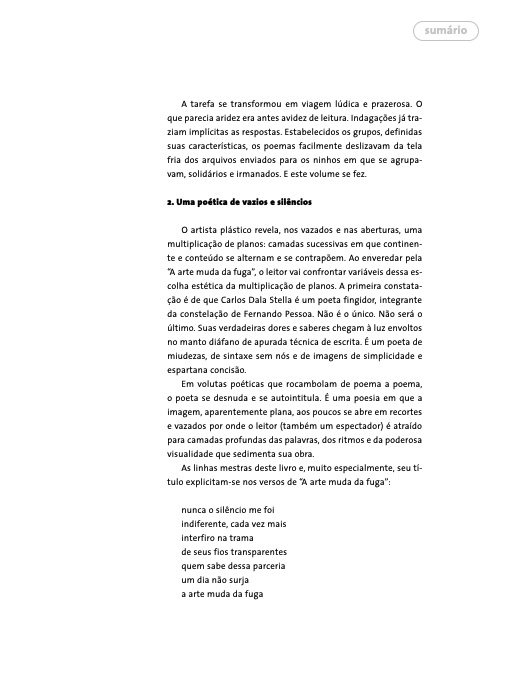 sumário
A tarefa se transformou em viagem lúdica e prazerosa. O
que parecia aridez era antes avidez de leitura. Indagações já tra-
ziam implícitas as respostas. Estabelecidos os grupos, definidas
suas características, os poemas facilmente deslizavam da tela
fria dos arquivos enviados para os ninhos em que se agrupa-
vam, solidários e irmanados. E este volume se fez.
2. Uma poética de vazios e silêncios
O artista plástico revela, nos vazados e nas aberturas, uma
multiplicação de planos: camadas sucessivas em que continen-
te e conteúdo se alternam e se contrapõem. Ao enveredar pela
"A arte muda da fuga", o leitor vai confrontar variáveis dessa es-
colha estética da multiplicação de planos. A primeira constata-
ção é de que Carlos Dala Stella é um poeta fingidor, integrante
da constelação de Fernando Pessoa. Não é o único. Não será o
último. Suas verdadeiras dores e saberes chegam à luz envoltos
no manto diáfano de apurada técnica de escrita. É um poeta de
miudezas, de sintaxe sem nós e de imagens de simplicidade e
espartana concisão.
Em volutas poéticas que rocambolam de poema a poema,
o poeta se desnuda e se autointitula. É uma poesia em que a
imagem, aparentemente plana, aos poucos se abre em recortes
e vazados por onde o leitor (também um espectador) é atraído
para camadas profundas das palavras, dos ritmos e da poderosa
visualidade que sedimenta sua obra.
As linhas mestras deste livro e, muito especialmente, seu tí-
tulo explicitam-se nos versos de "A arte muda da fuga":
nunca o silêncio me foi
indiferente, cada vez mais
interfiro na trama
de seus fios transparentes
quem sabe dessa parceria
um dia não surja
a arte muda da fuga